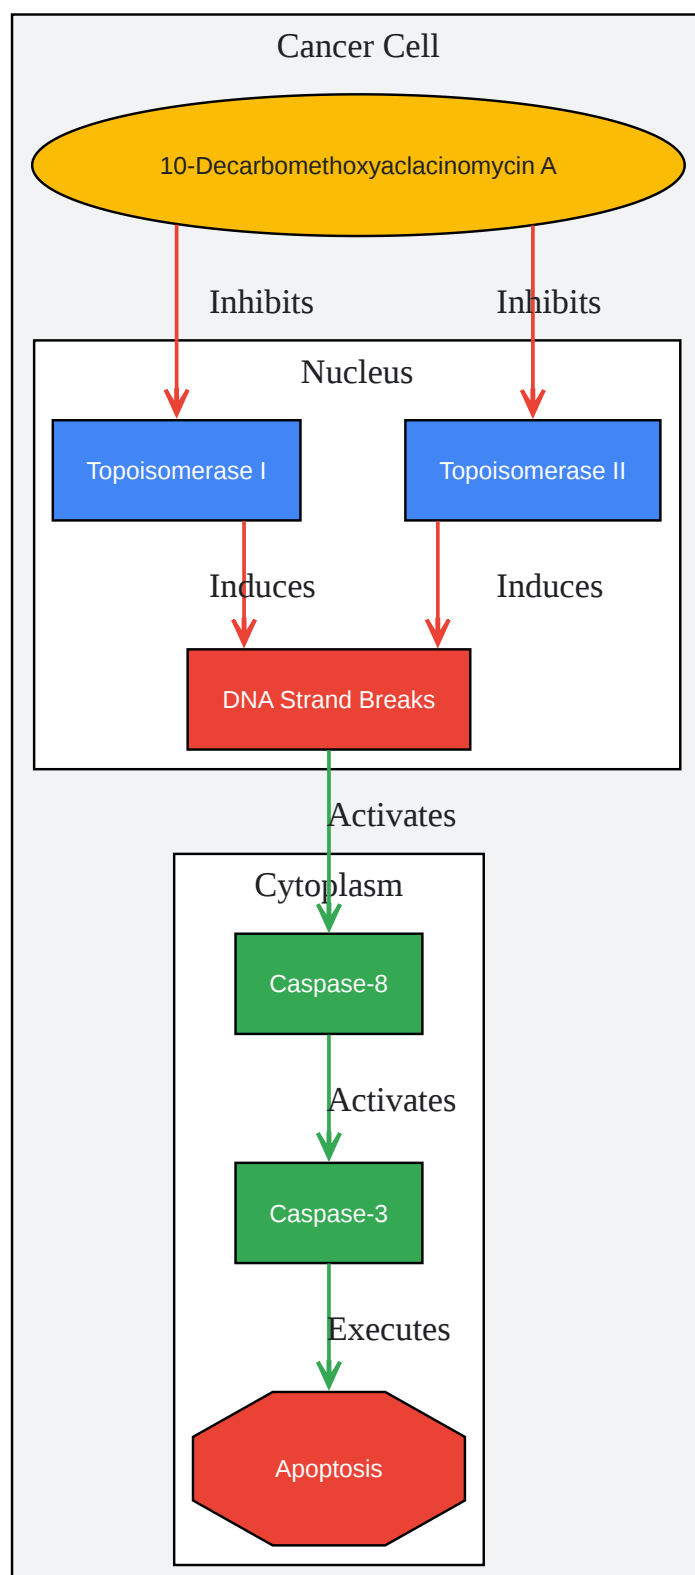 Cancer Cell
10-Decarbomethoxyaclacinomycin A
Inhibits
Inhibits
Nucleus
Topoisomerase I
Topoisomerase II
Induces
Induces
DNA Strand Breaks
Activates
Cytoplasm
Caspase-8
Activates
Caspase-3
Executes
Apoptosis